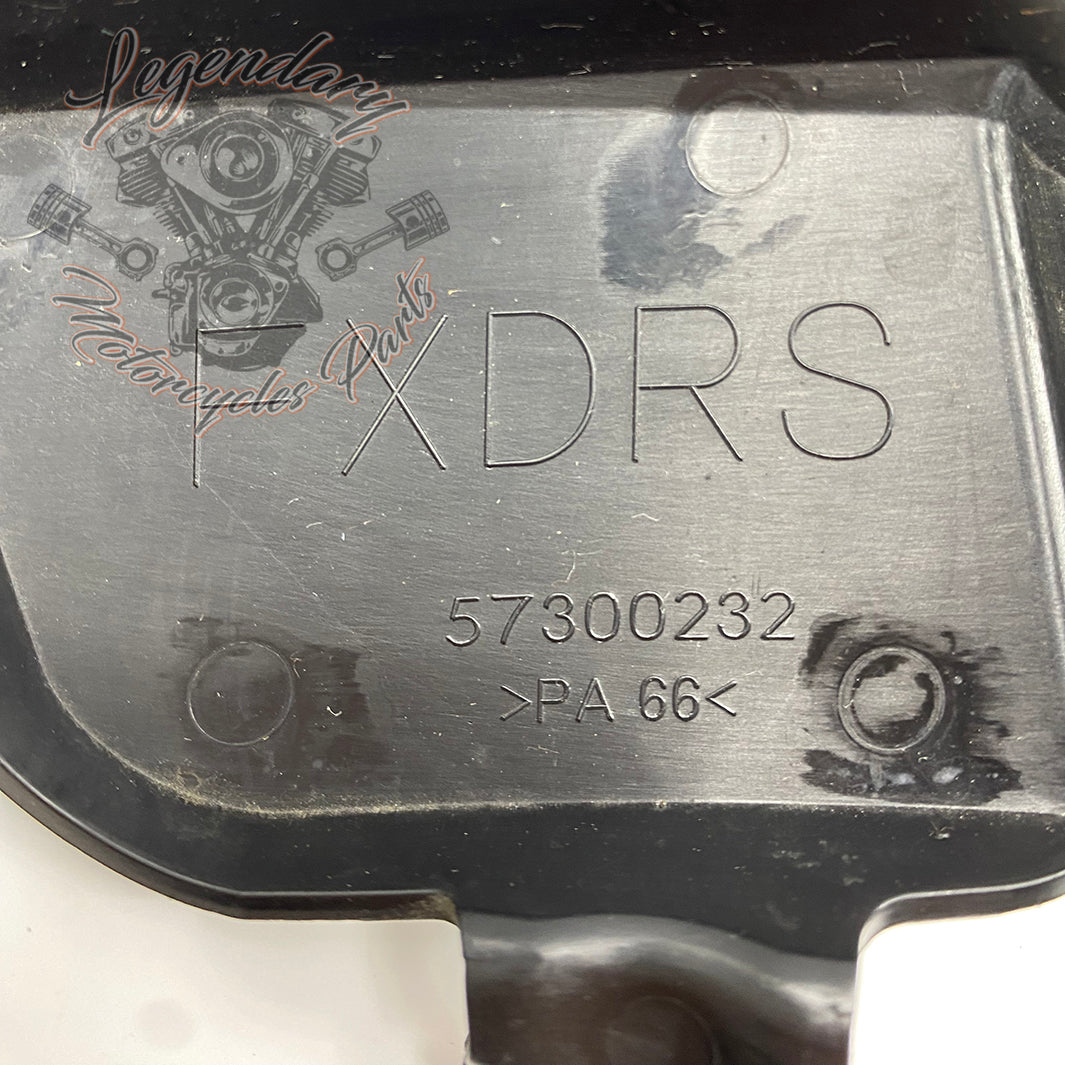 Legendary
Motorcycles Parts
FXDRS
57300232
>PA 66<